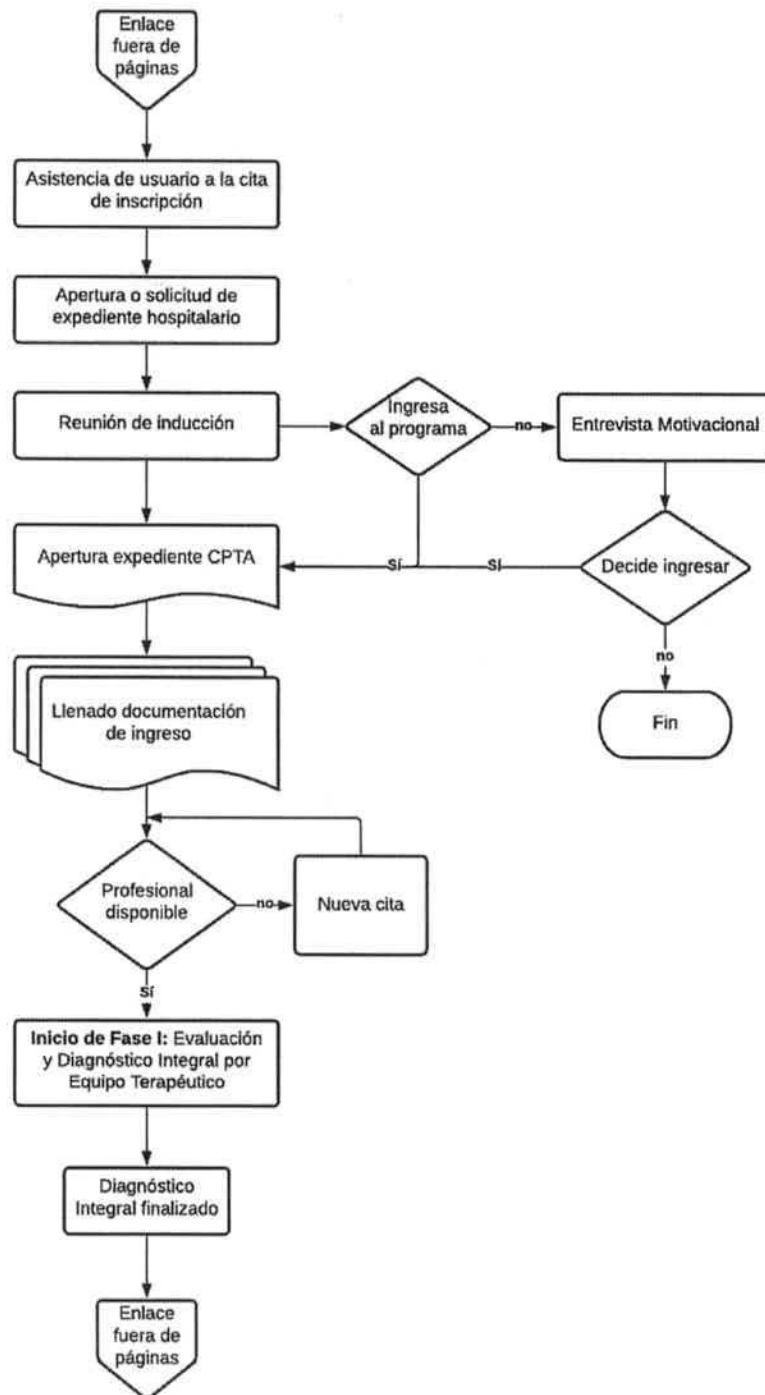 Enlace
fuera de
páginas
Asistencia de usuario a la cita
de inscripción
Apertura o solicitud de
expediente hospitalario
Reunión de inducción
Ingresa
al programa
no
Entrevista Motivacional
Apertura expediente CPTA
Sí
Sí
Decide ingresar
no
Fin
Llenado documentación
de ingreso
Profesional
disponible
no
Nueva cita
Sí
Inicio de Fase I: Evaluación
y Diagnóstico Integral por
Equipo Terapéutico
Diagnóstico
Integral finalizado
Enlace
fuera de
páginas